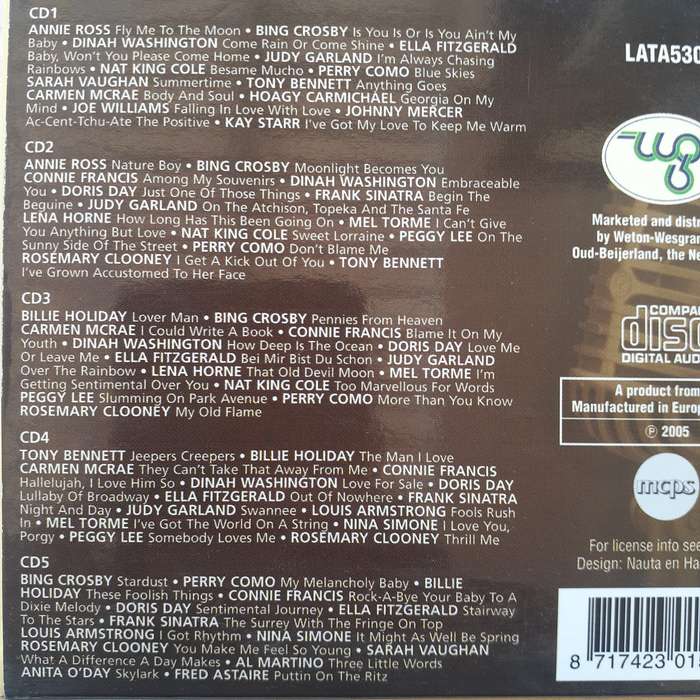 CD1
ANNIE ROSS Fly Me To The Moon • BING CROSBY Is You Is Or Is You Ain't My
Baby • DINAH WASHINGTON Come Rain Or Come Shine • ELLA FITZGERALD
Baby, Won't You Please Come Home • JUDY GARLAND I'm Always Chasing
Rainbows • NAT KING COLE Besame Mucho • PERRY COMO Blue Skies
SARAH VAUGHAN Summertime • TONY BENNETT Anything Goes
CARMEN MCRAE Body And Soul • HOAGY CARMICHAEL Georgia On My
Mind • JOE WILLIAMS Falling In Love With Love • JOHNNY MERCER
Ac-Cent-Tchu-Ate The Positive • KAY STARR I've Got My Love To Keep Me Warm
CD2
ANNIE ROSS Nature Boy • BING CROSBY Moonlight Becomes You
CONNIE FRANCIS Among My Souvenirs • DINAH WASHINGTON Embraceable
You • DORIS DAY Just One Of Those Things • FRANK SINATRA Begin The
Beguine • JUDY GARLAND On The Atchison, Topeka And The Santa Fe
LENA HORNE How Long Has This Been Going On • MEL TORME I Can't Give
You Anything But Love • NAT KING COLE Sweet Lorraine • PEGGY LEE On The
Sunny Side Of The Street • PERRY COMO Don't Blame Me
ROSEMARY CLOONEY I Get A Kick Out Of You • TONY BENNETT
I've Grown Accustomed To Her Face
CD3
BILLIE HOLIDAY Lover Man • BING CROSBY Pennies From Heaven
CARMEN MCRAE I Could Write A Book • CONNIE FRANCIS Blame It On My
Youth • DINAH WASHINGTON How Deep Is The Ocean • DORIS DAY Love Me
Or Leave Me • ELLA FITZGERALD Bei Mir Bist Du Schon • JUDY GARLAND
Over The Rainbow • LENA HORNE That Old Devil Moon • MEL TORME I'm
Getting Sentimental Over You • NAT KING COLE Too Marvellous For Words
PEGGY LEE Slumming On Park Avenue • PERRY COMO More Than You Know
ROSEMARY CLOONEY My Old Flame
CD4
TONY BENNETT Jeepers Creepers • BILLIE HOLIDAY The Man I Love
CARMEN MCRAE They Can't Take That Away From Me • CONNIE FRANCIS
Hallelujah, I Love Him So • DINAH WASHINGTON Love For Sale • DORIS DAY
Lullaby Of Broadway • ELLA FITZGERALD Out Of Nowhere • FRANK SINATRA
Night And Day • JUDY GARLAND Swannee • LOUIS ARMSTRONG Fools Rush
In • MEL TORME I've Got The World On A String • NINA SIMONE I Love You,
Porgy • PEGGY LEE Somebody Loves Me • ROSEMARY CLOONEY Thrill Me
CD5
BING CROSBY Stardust • PERRY COMO My Melancholy Baby • BILLIE
HOLIDAY These Foolish Things • CONNIE FRANCIS Rock-A-Bye Your Baby To A
Dixie Melody • DORIS DAY Sentimental Journey • ELLA FITZGERALD Stairway
To The Stars • FRANK SINATRA The Surrey With The Fringe On Top
LOUIS ARMSTRONG I Got Rhythm • NINA SIMONE It Might As Well Be Spring
ROSEMARY CLOONEY You Make Me Feel So Young • SARAH VAUGHAN
What A Difference A Day Makes • AL MARTINO Three Little Words
ANITA O'DAY Skylark • FRED ASTAIRE Puttin On The Ritz
LATA530
Marketed and distr
by Weton-Wesgra
Oud-Beijerland, the Ne
COMPA
disc
DIGITAL AUD
A product from
Manufactured in Europ
℗ 2005
mcps
For license info see
Design: Nauta en Ha
8 717423 01